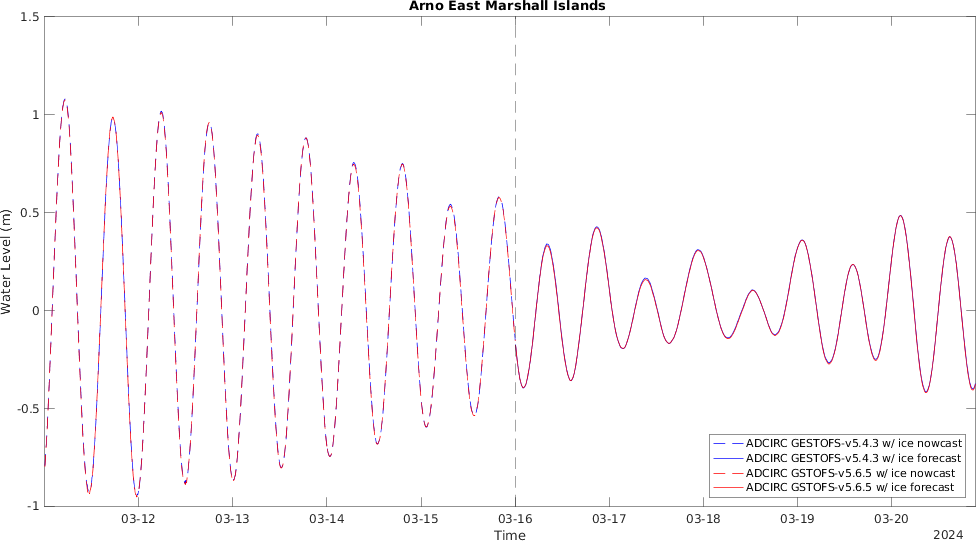 Arno East Marshall Islands
1.5
1
0.5
0
-0.5
-1
Water Level (m)
ADCIRC GESTOFS-v5.4.3 w/ ice nowcast
ADCIRC GESTOFS-v5.4.3 w/ ice forecast
ADCIRC GSTOFS-v5.6.5 w/ ice nowcast
ADCIRC GSTOFS-v5.6.5 w/ ice forecast
03-12 03-13 03-14 03-15 03-16 03-17 03-18 03-19 03-20
Time
2024